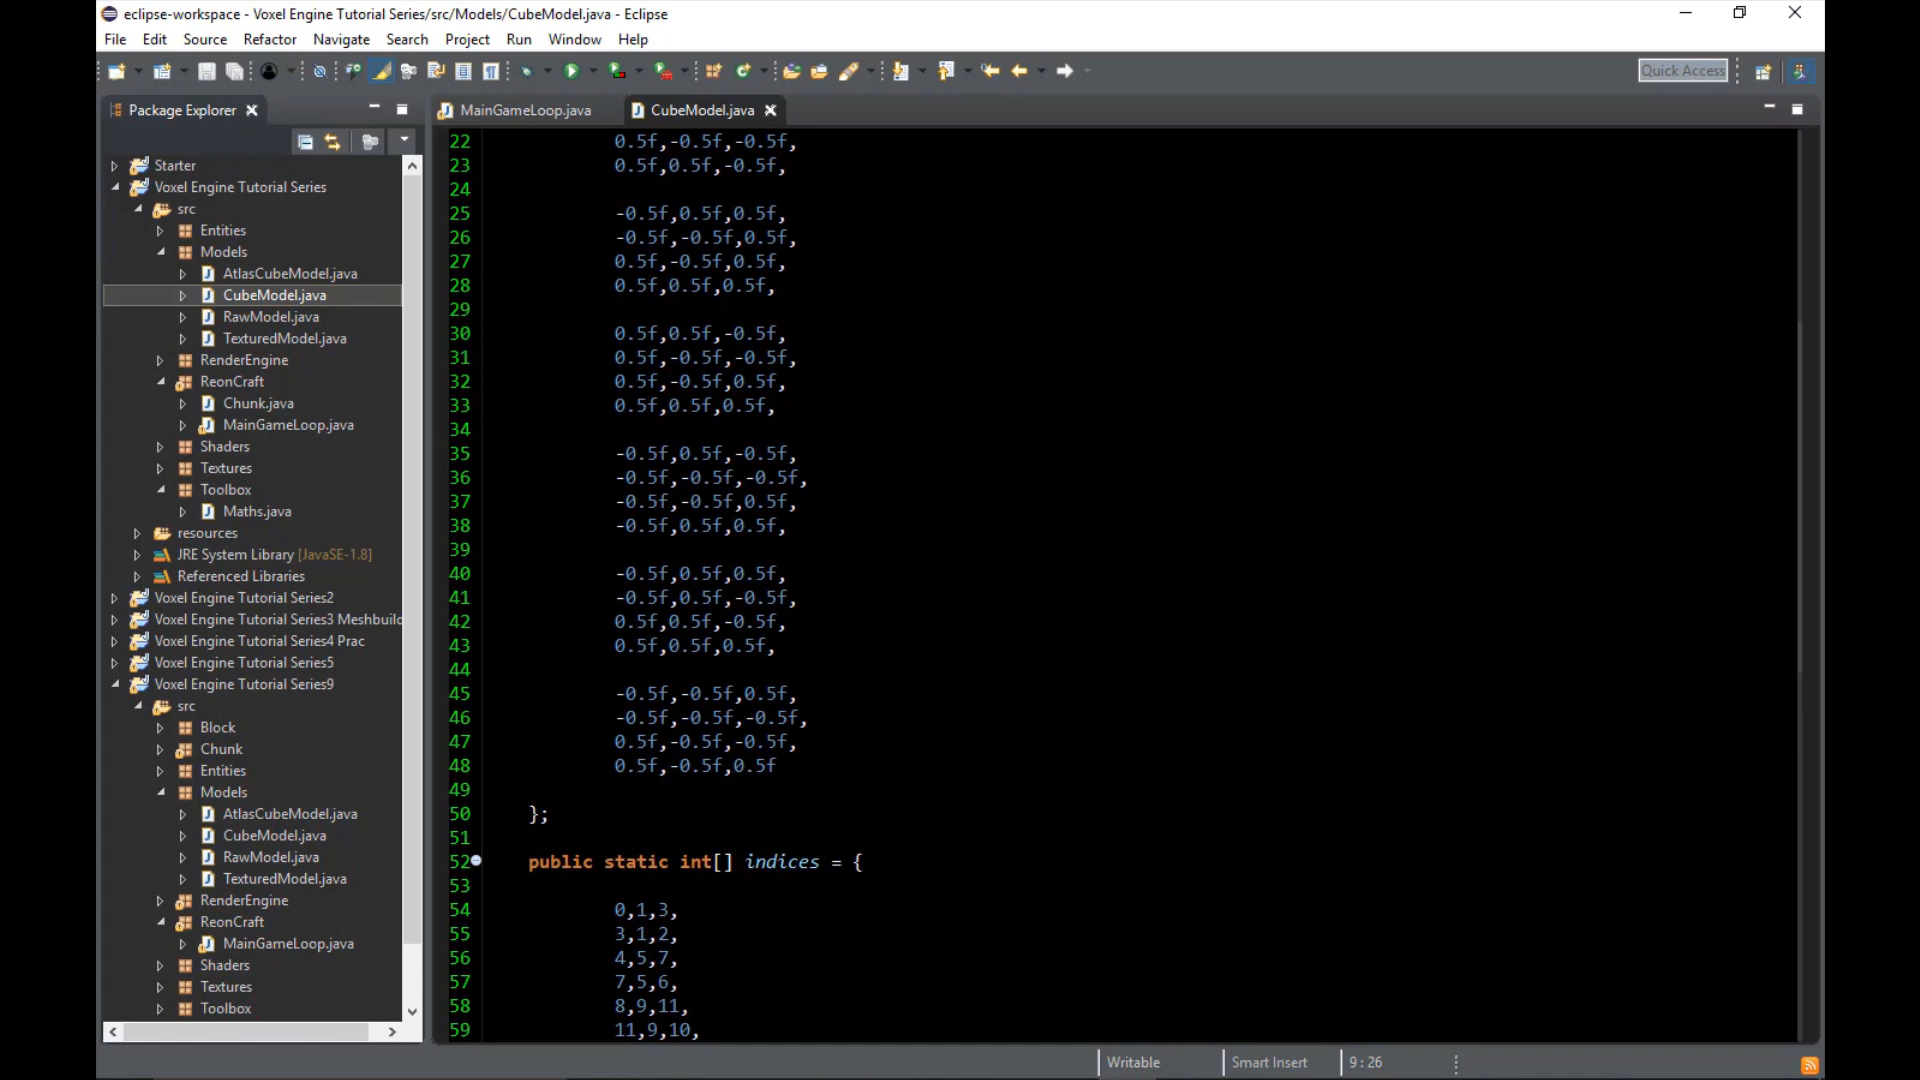 eclipse-workspace - Voxel Engine Tutorial Series/src/Models/CubeModel.java - Eclipse
File Edit Source Refactor Navigate Search Project Run Window Help
Quick Access
Package Explorer
MainGameLoop.java
CubeModel.java
Starter
Voxel Engine Tutorial Series
src
Entities
Models
AtlasCubeModel.java
CubeModel.java
RawModel.java
TexturedModel.java
RenderEngine
ReonCraft
Chunk.java
MainGameLoop.java
Shaders
Textures
Toolbox
Maths.java
resources
JRE System Library [JavaSE-1.8]
Referenced Libraries
Voxel Engine Tutorial Series2
Voxel Engine Tutorial Series3 Meshbuild
Voxel Engine Tutorial Series4 Prac
Voxel Engine Tutorial Series5
Voxel Engine Tutorial Series9
src
Block
Chunk
Entities
Models
AtlasCubeModel.java
CubeModel.java
RawModel.java
TexturedModel.java
RenderEngine
ReonCraft
MainGameLoop.java
Shaders
Textures
Toolbox
22 0.5f,-0.5f,-0.5f,
23 0.5f,0.5f,-0.5f,
24
25 -0.5f,0.5f,0.5f,
26 -0.5f,-0.5f,0.5f,
27 0.5f,-0.5f,0.5f,
28 0.5f,0.5f,0.5f,
29
30 0.5f,0.5f,-0.5f,
31 0.5f,-0.5f,-0.5f,
32 0.5f,-0.5f,0.5f,
33 0.5f,0.5f,0.5f,
34
35 -0.5f,0.5f,-0.5f,
36 -0.5f,-0.5f,-0.5f,
37 -0.5f,-0.5f,0.5f,
38 -0.5f,0.5f,0.5f,
39
40 -0.5f,0.5f,0.5f,
41 -0.5f,0.5f,-0.5f,
42 0.5f,0.5f,-0.5f,
43 0.5f,0.5f,0.5f,
44
45 -0.5f,-0.5f,0.5f,
46 -0.5f,-0.5f,-0.5f,
47 0.5f,-0.5f,-0.5f,
48 0.5f,-0.5f,0.5f
49
50 };
51
52 public static int[] indices = {
53
54 0,1,3,
55 3,1,2,
56 4,5,7,
57 7,5,6,
58 8,9,11,
59 11,9,10,
Writable Smart Insert 9 : 26